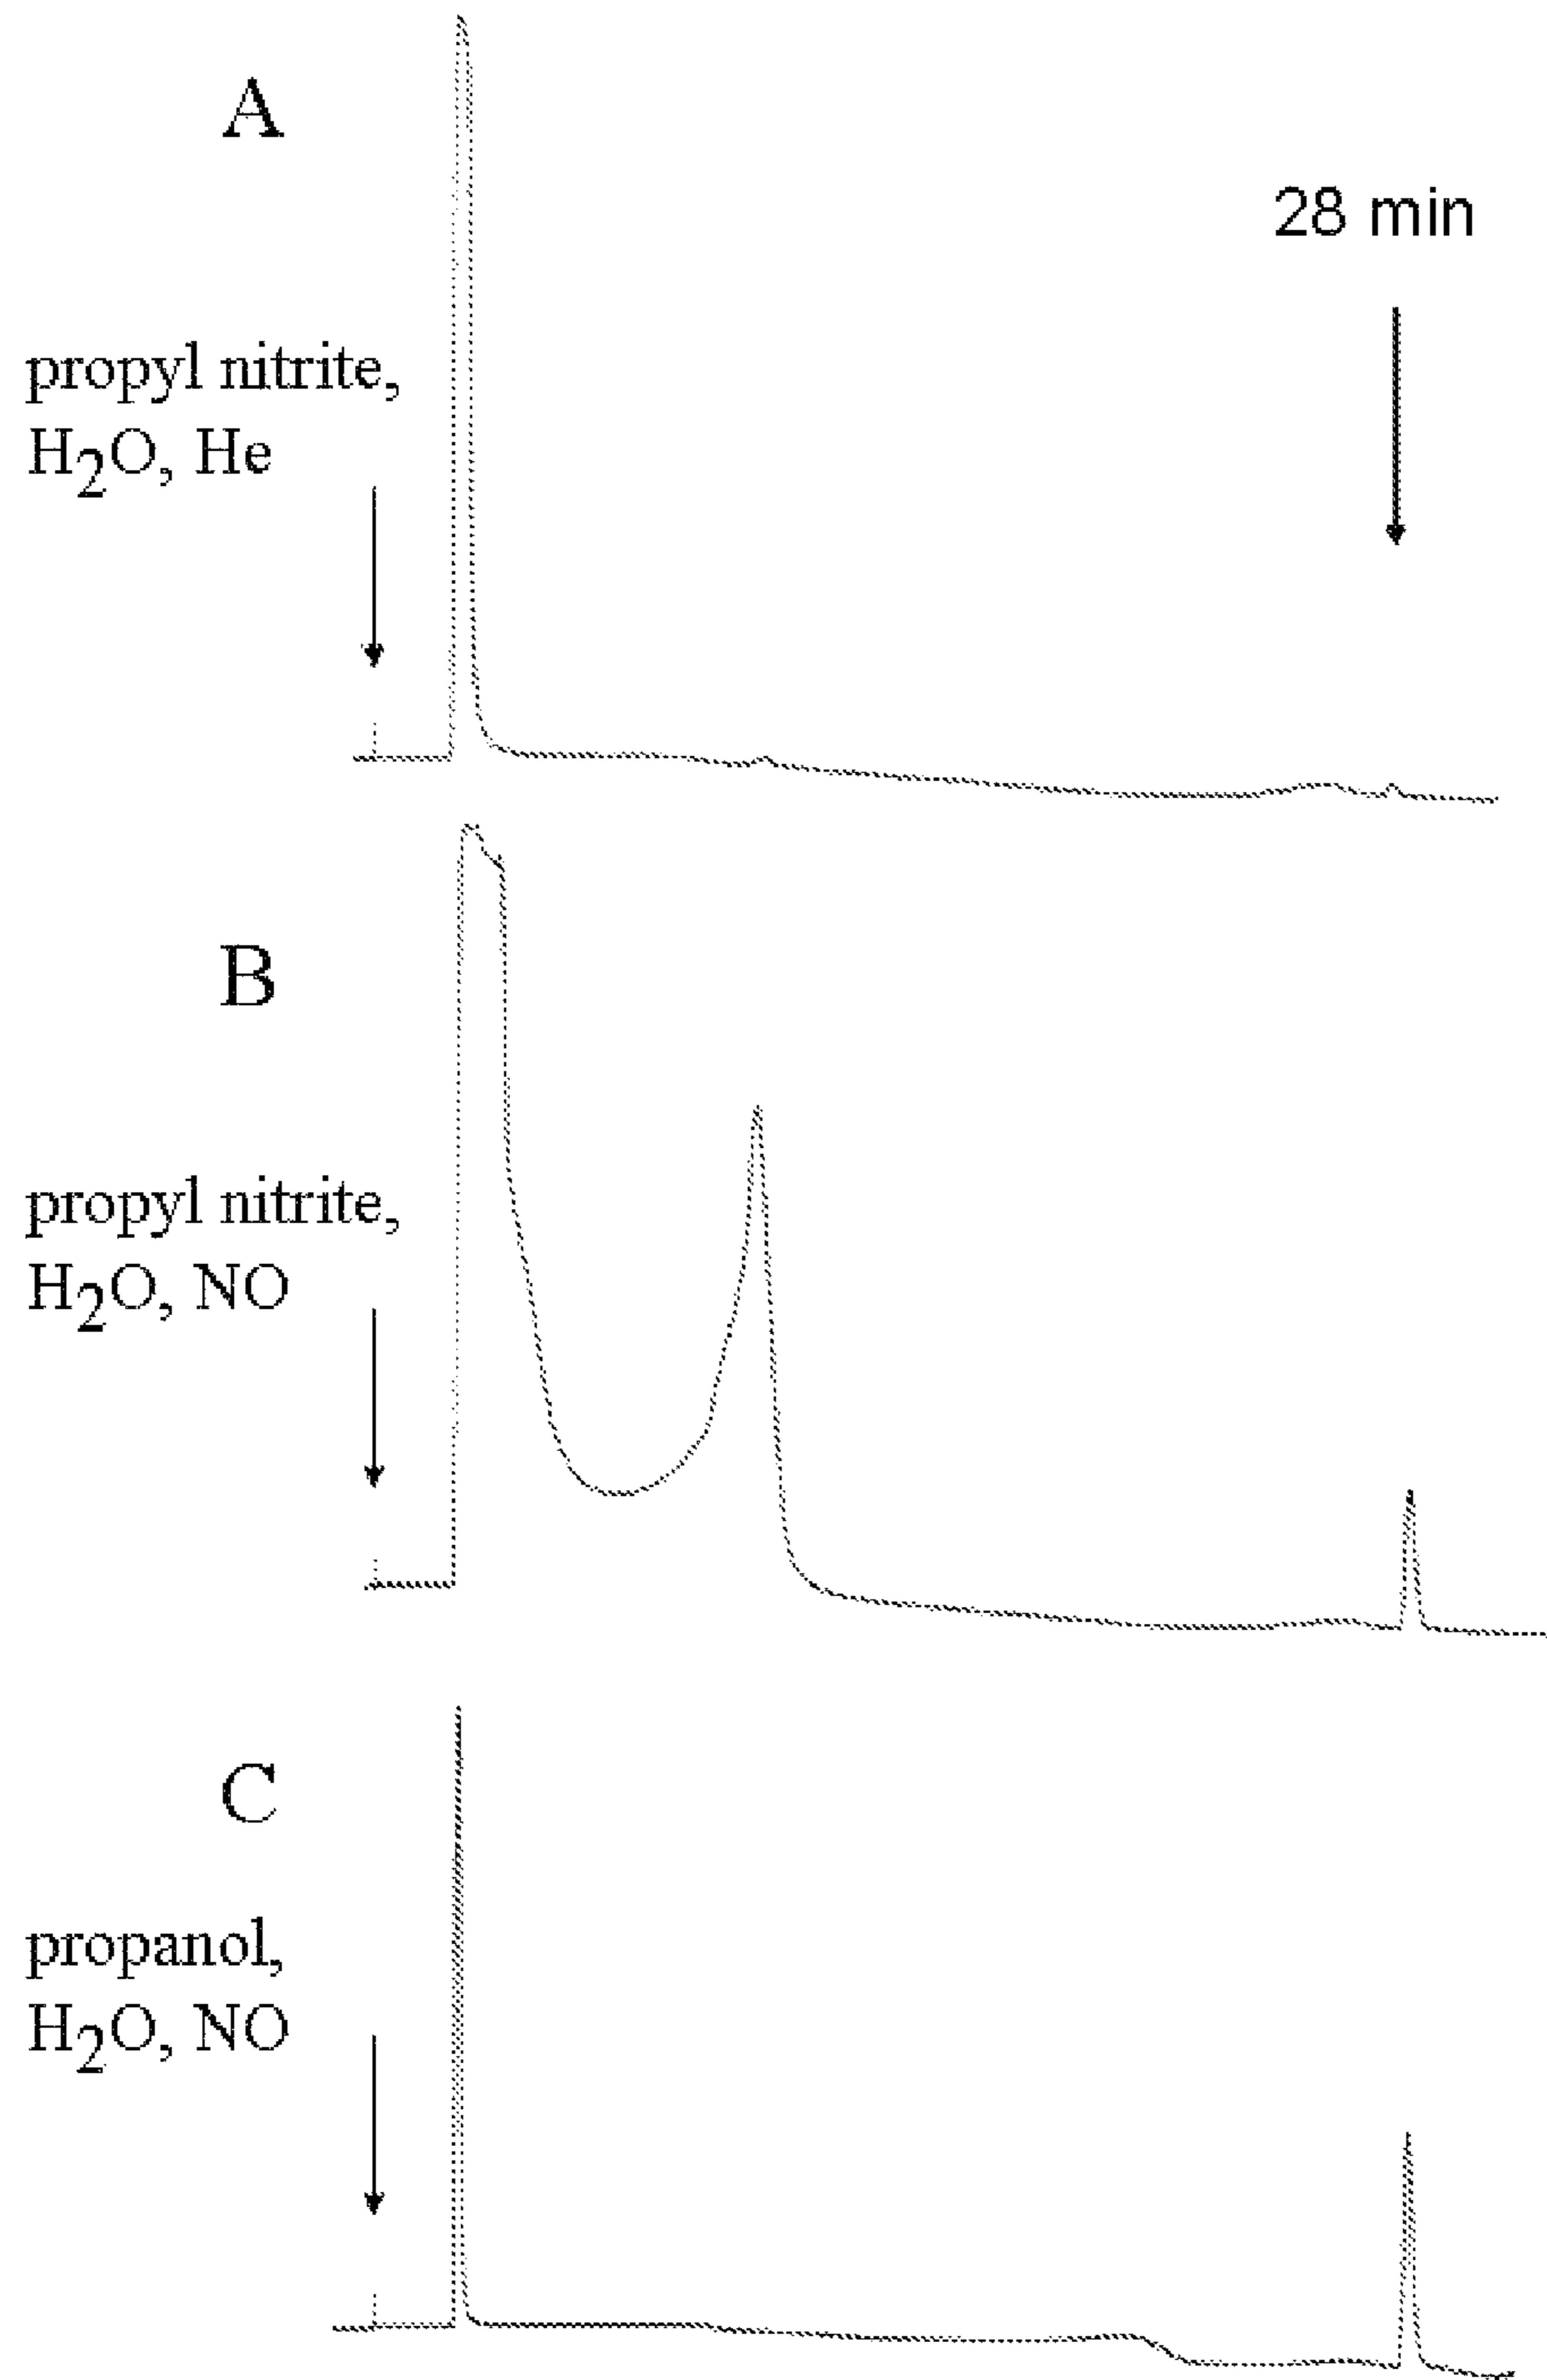 A
28 min
propyl nitrite,
H2O, He
B
propyl nitrite,
H2O, NO
C
propanol,
H2O, NO